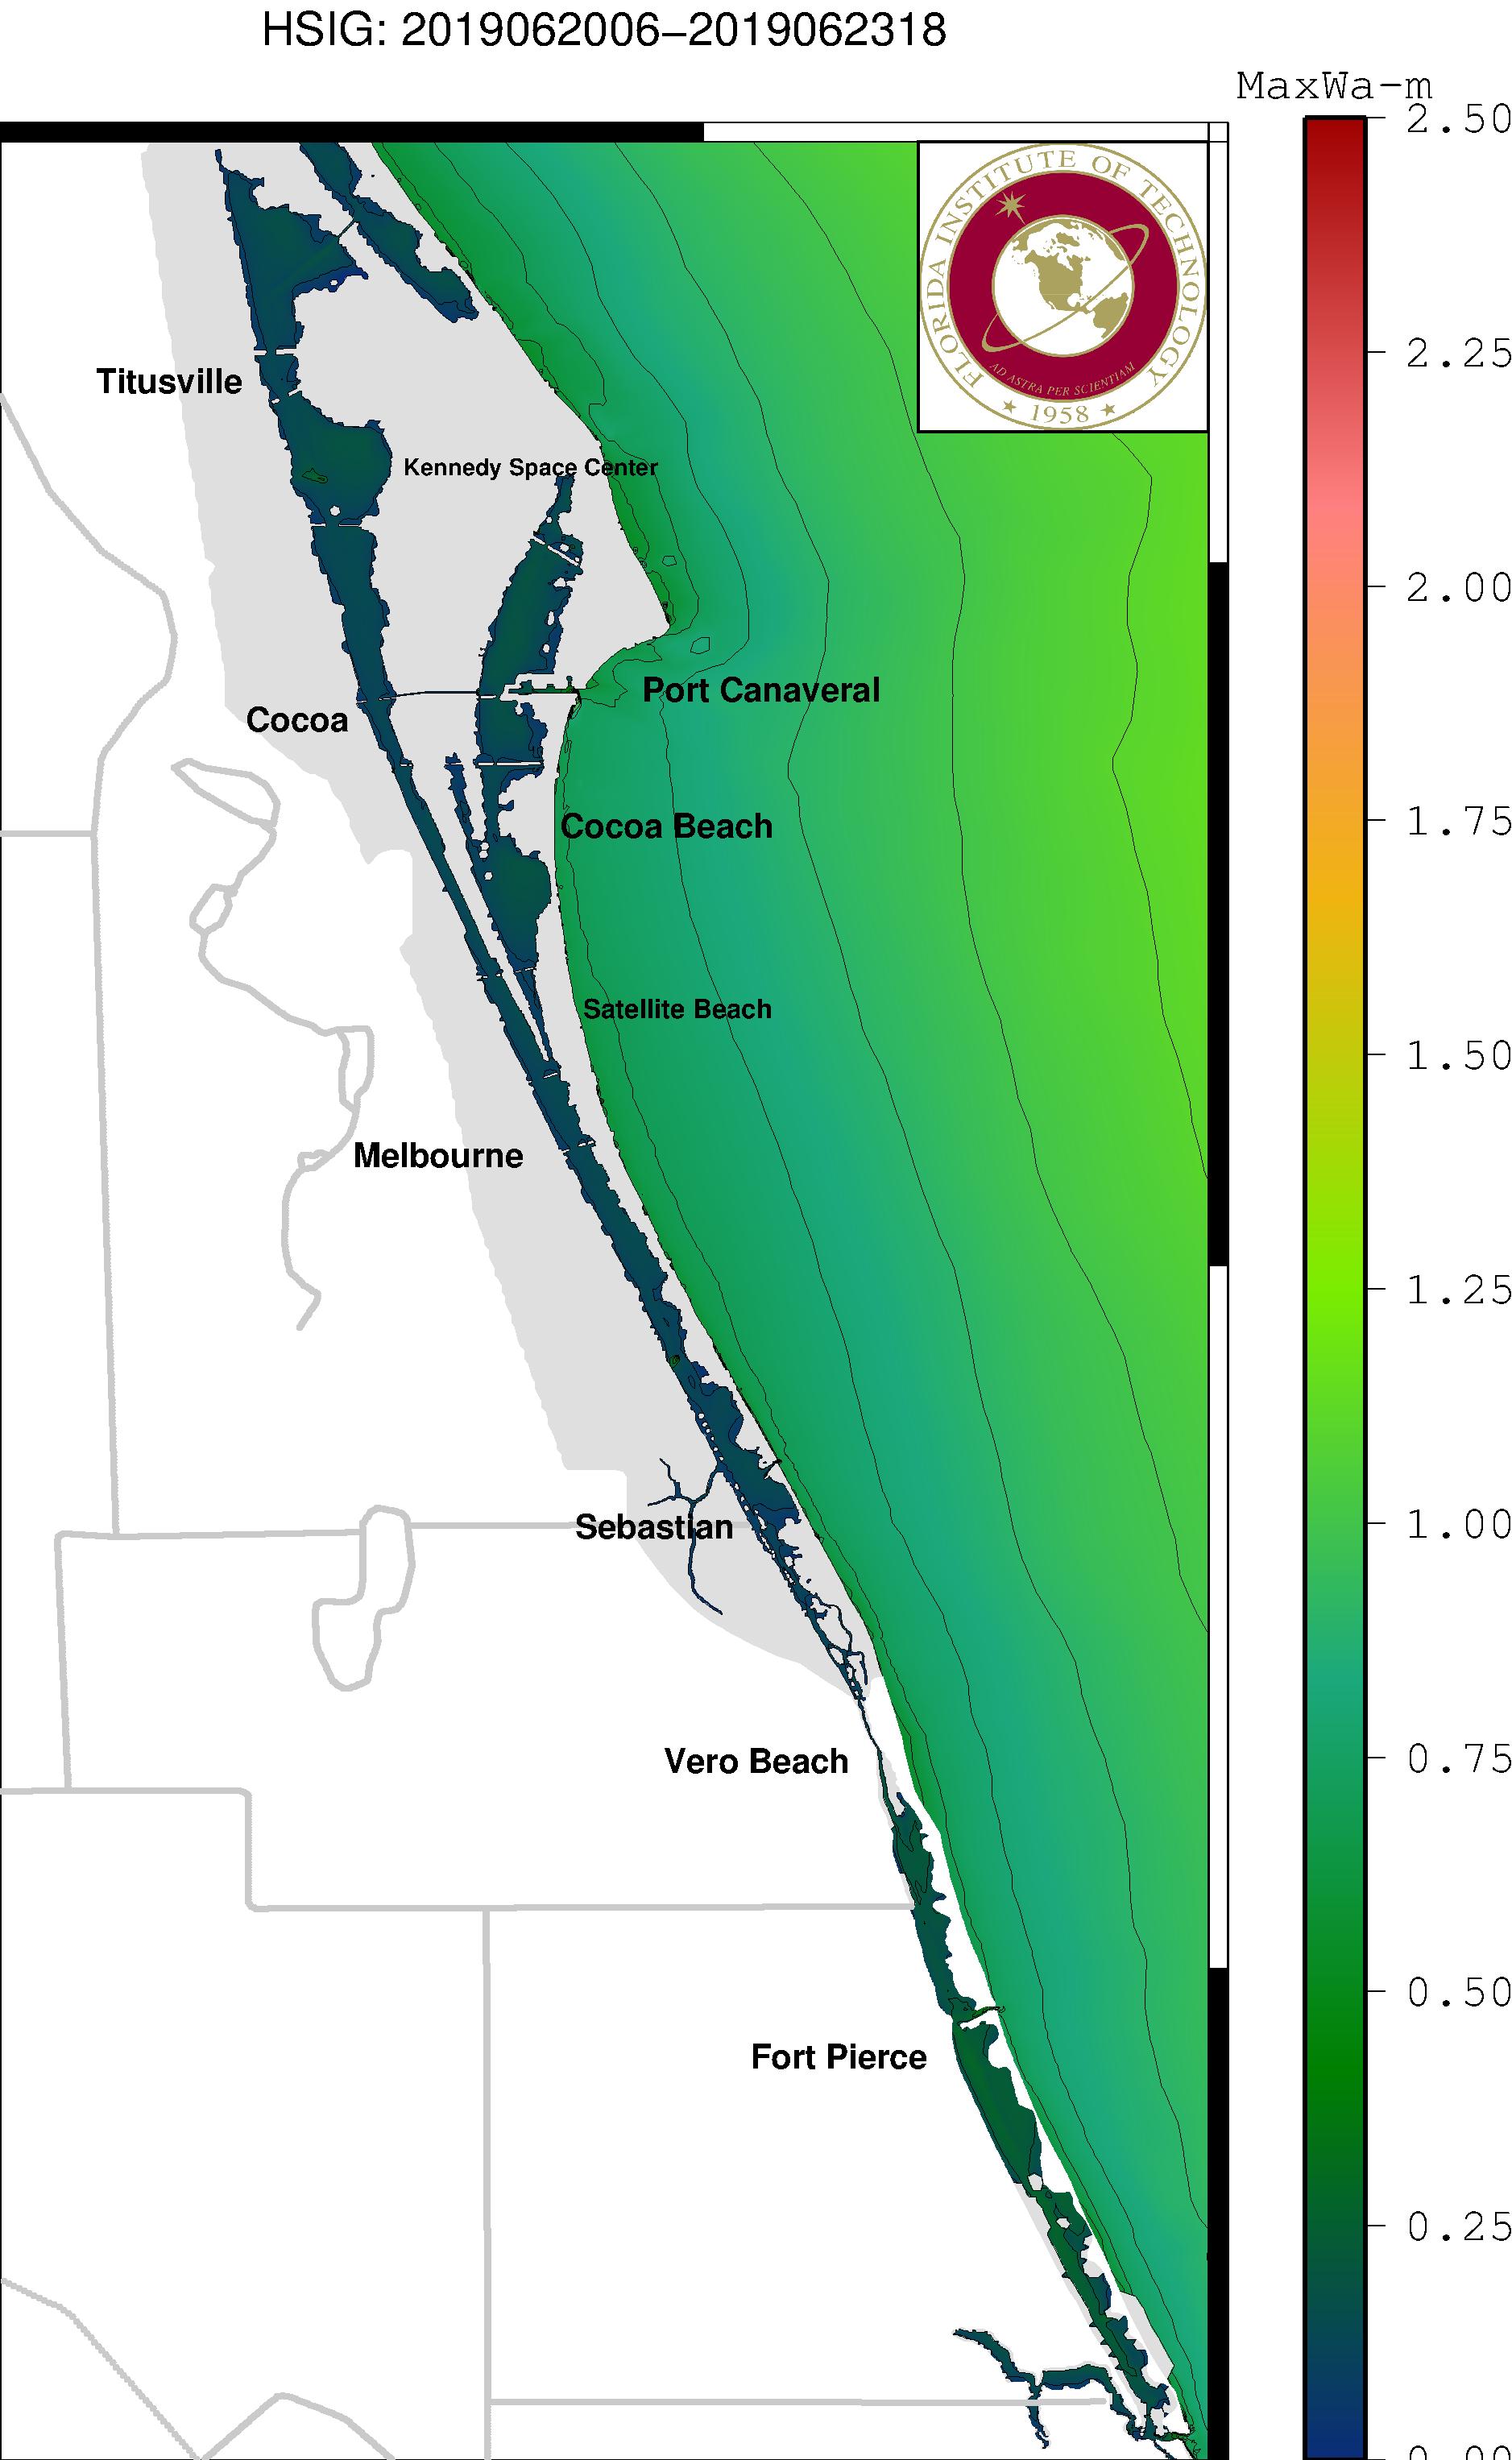 HSIG: 2019062006−2019062318
MaxWa−m
2.50
2.25
2.00
1.75
1.50
1.25
1.00
0.75
0.50
0.25
0.00
FLORIDA INSTITUTE OF TECHNOLOGY
AD ASTRA PER SCIENTIAM
★ 1958 ★
Titusville
Kennedy Space Center
Port Canaveral
Cocoa
Cocoa Beach
Satellite Beach
Melbourne
Sebastian
Vero Beach
Fort Pierce